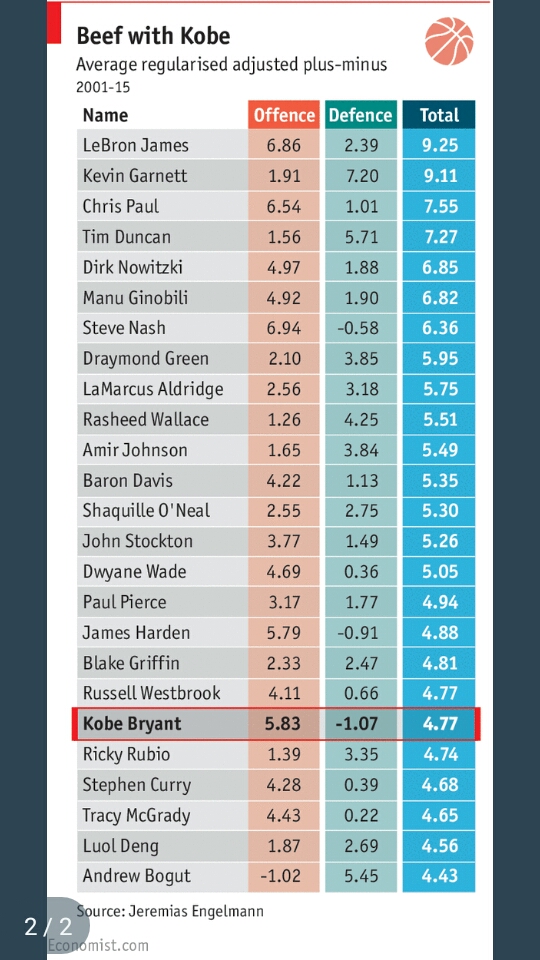 Beef with Kobe
Average regularised adjusted plus-minus
2001-15
Name Offence Defence Total
LeBron James 6.86 2.39 9.25
Kevin Garnett 1.91 7.20 9.11
Chris Paul 6.54 1.01 7.55
Tim Duncan 1.56 5.71 7.27
Dirk Nowitzki 4.97 1.88 6.85
Manu Ginobili 4.92 1.90 6.82
Steve Nash 6.94 -0.58 6.36
Draymond Green 2.10 3.85 5.95
LaMarcus Aldridge 2.56 3.18 5.75
Rasheed Wallace 1.26 4.25 5.51
Amir Johnson 1.65 3.84 5.49
Baron Davis 4.22 1.13 5.35
Shaquille O'Neal 2.55 2.75 5.30
John Stockton 3.77 1.49 5.26
Dwyane Wade 4.69 0.36 5.05
Paul Pierce 3.17 1.77 4.94
James Harden 5.79 -0.91 4.88
Blake Griffin 2.33 2.47 4.81
Russell Westbrook 4.11 0.66 4.77
Kobe Bryant 5.83 -1.07 4.77
Ricky Rubio 1.39 3.35 4.74
Stephen Curry 4.28 0.39 4.68
Tracy McGrady 4.43 0.22 4.65
Luol Deng 1.87 2.69 4.56
Andrew Bogut -1.02 5.45 4.43
Source: Jeremias Engelmann
2 / 2
Economist.com